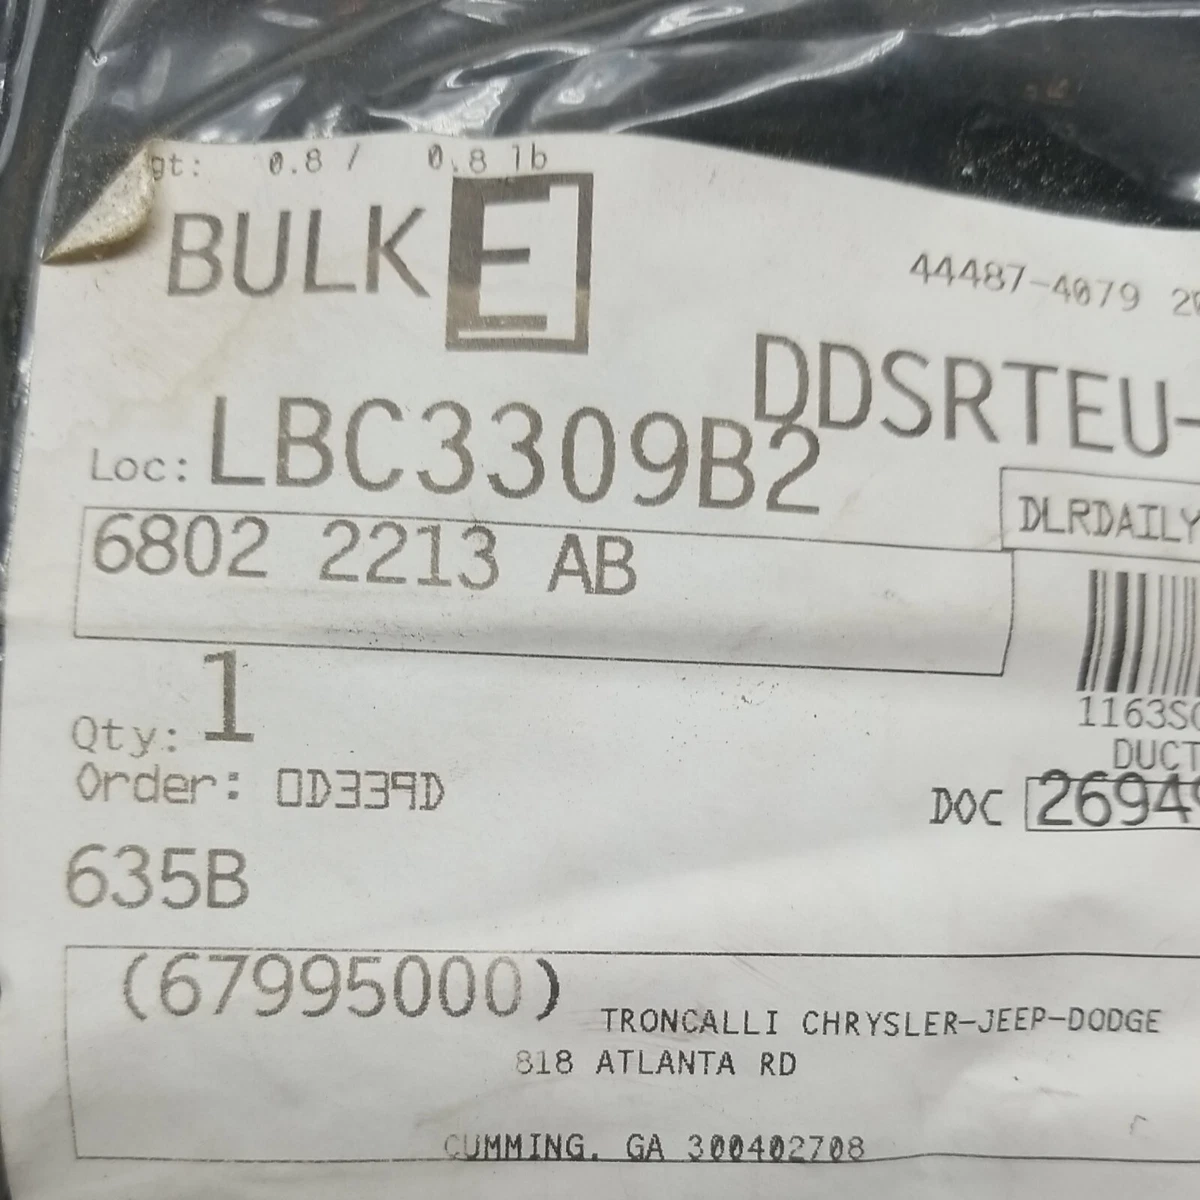 gt: 0.8 / 0.8 lb
BULK E
44487-4079
DDSRTEU-
Loc: LBC3309B2
DLRDAILY
6802 2213 AB
1163S
Qty: 1
DUCT
Order: 0D339D
DOC 2694
635B
(67995000)
TRONCALLI CHRYSLER-JEEP-DODGE
818 ATLANTA RD
CUMMING, GA 300402708